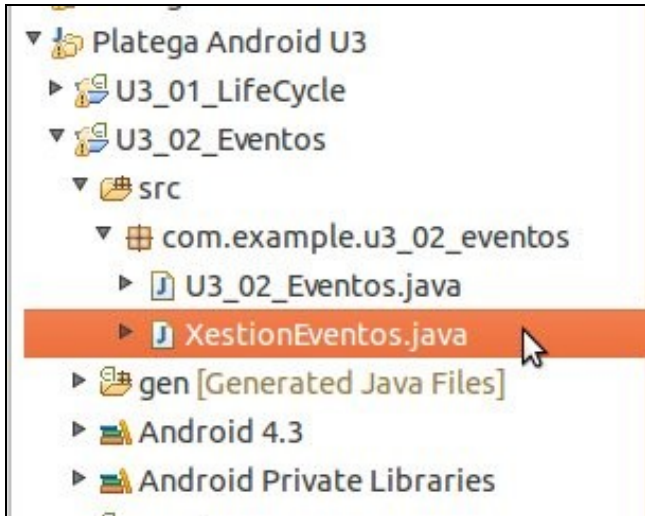 Platega Android U3
U3_01_LifeCycle
U3_02_Eventos
src
com.example.u3_02_eventos
U3_02_Eventos.java
XestionEventos.java
gen [Generated Java Files]
Android 4.3
Android Private Libraries